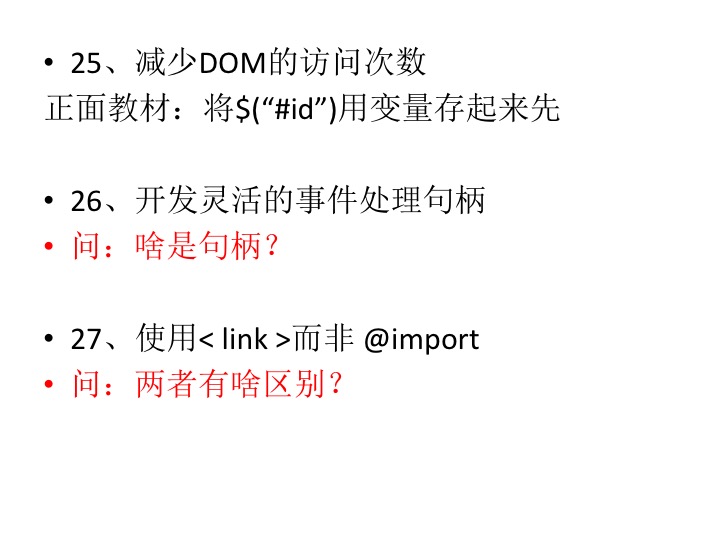 • 25、减少DOM的访问次数
正面教材：将$(“#id”)用变量存起来先
• 26、开发灵活的事件处理句柄
• 问：啥是句柄？
• 27、使用< link >而非 @import
• 问：两者有啥区别？